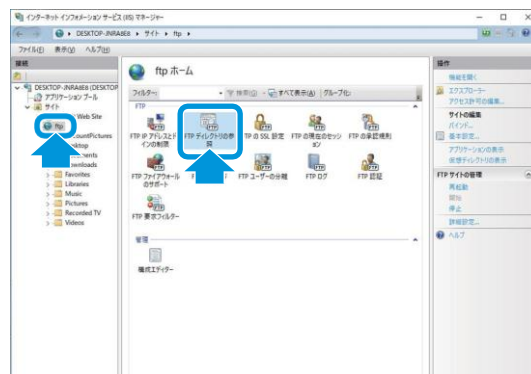 インターネット インフォメーション サービス (IIS) マネージャー
DESKTOP-JNRA8E8 ▸ サイト ▸ ftp ▸
ファイル(F) 表示(V) ヘルプ(H)
接続
DESKTOP-JNRA8E8 (DESKTOP
アプリケーション プール
サイト
Web Site
ftp
ountPictures
sktop
ments
wnloads
Favorites
Libraries
Music
Pictures
Recorded TV
Videos
ftp ホーム
フィルター: 検索(G) すべて表示(A) グループ化:
FTP
FTP IP アドレスとドメインの制限
FTP ディレクトリの参照
TP の SSL 設定
FTP の現在のセッション
FTP の承認規則
FTP ファイアウォールのサポート
FTP ユーザーの分離
FTP ログ
FTP 認証
FTP 要求フィルター
管理
構成エディター
操作
機能を開く
エクスプローラー
アクセス許可の編集...
サイトの編集
バインド...
基本設定...
アプリケーションの表示
仮想ディレクトリの表示
FTP サイトの管理
再起動
開始
停止
詳細設定...
ヘルプ